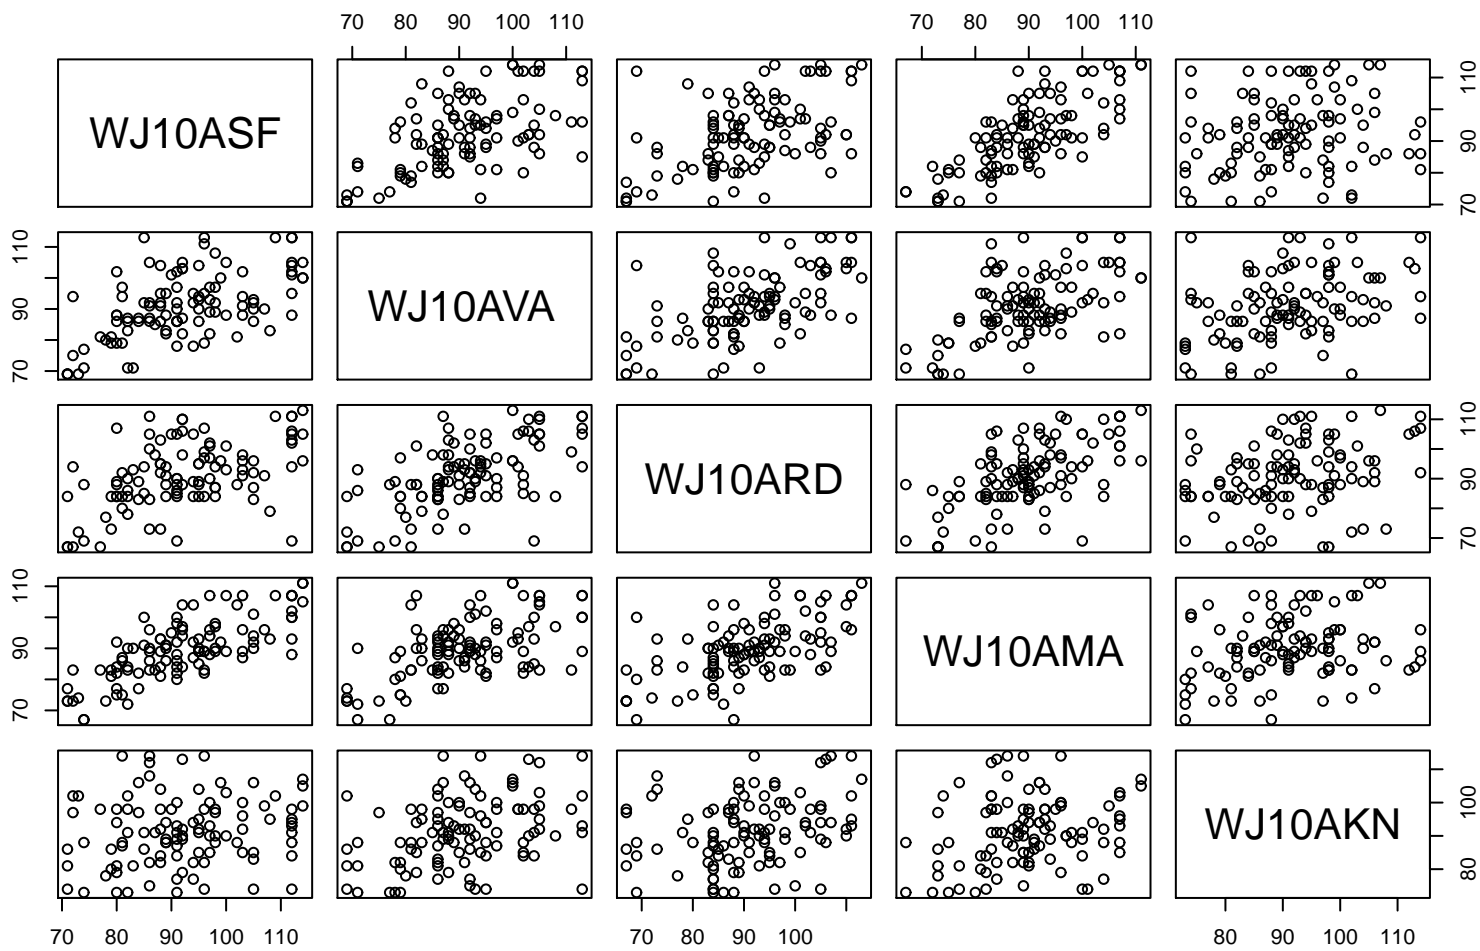 70 80 90 100 110 70 80 90 100 110
WJ10ASF 70 90 110
70 90 110 WJ10AVA
WJ10ARD 70 90 110
70 90 110 WJ10AMA
WJ10AKN 80 100
70 80 90 100 110 70 80 90 100 80 90 100 110